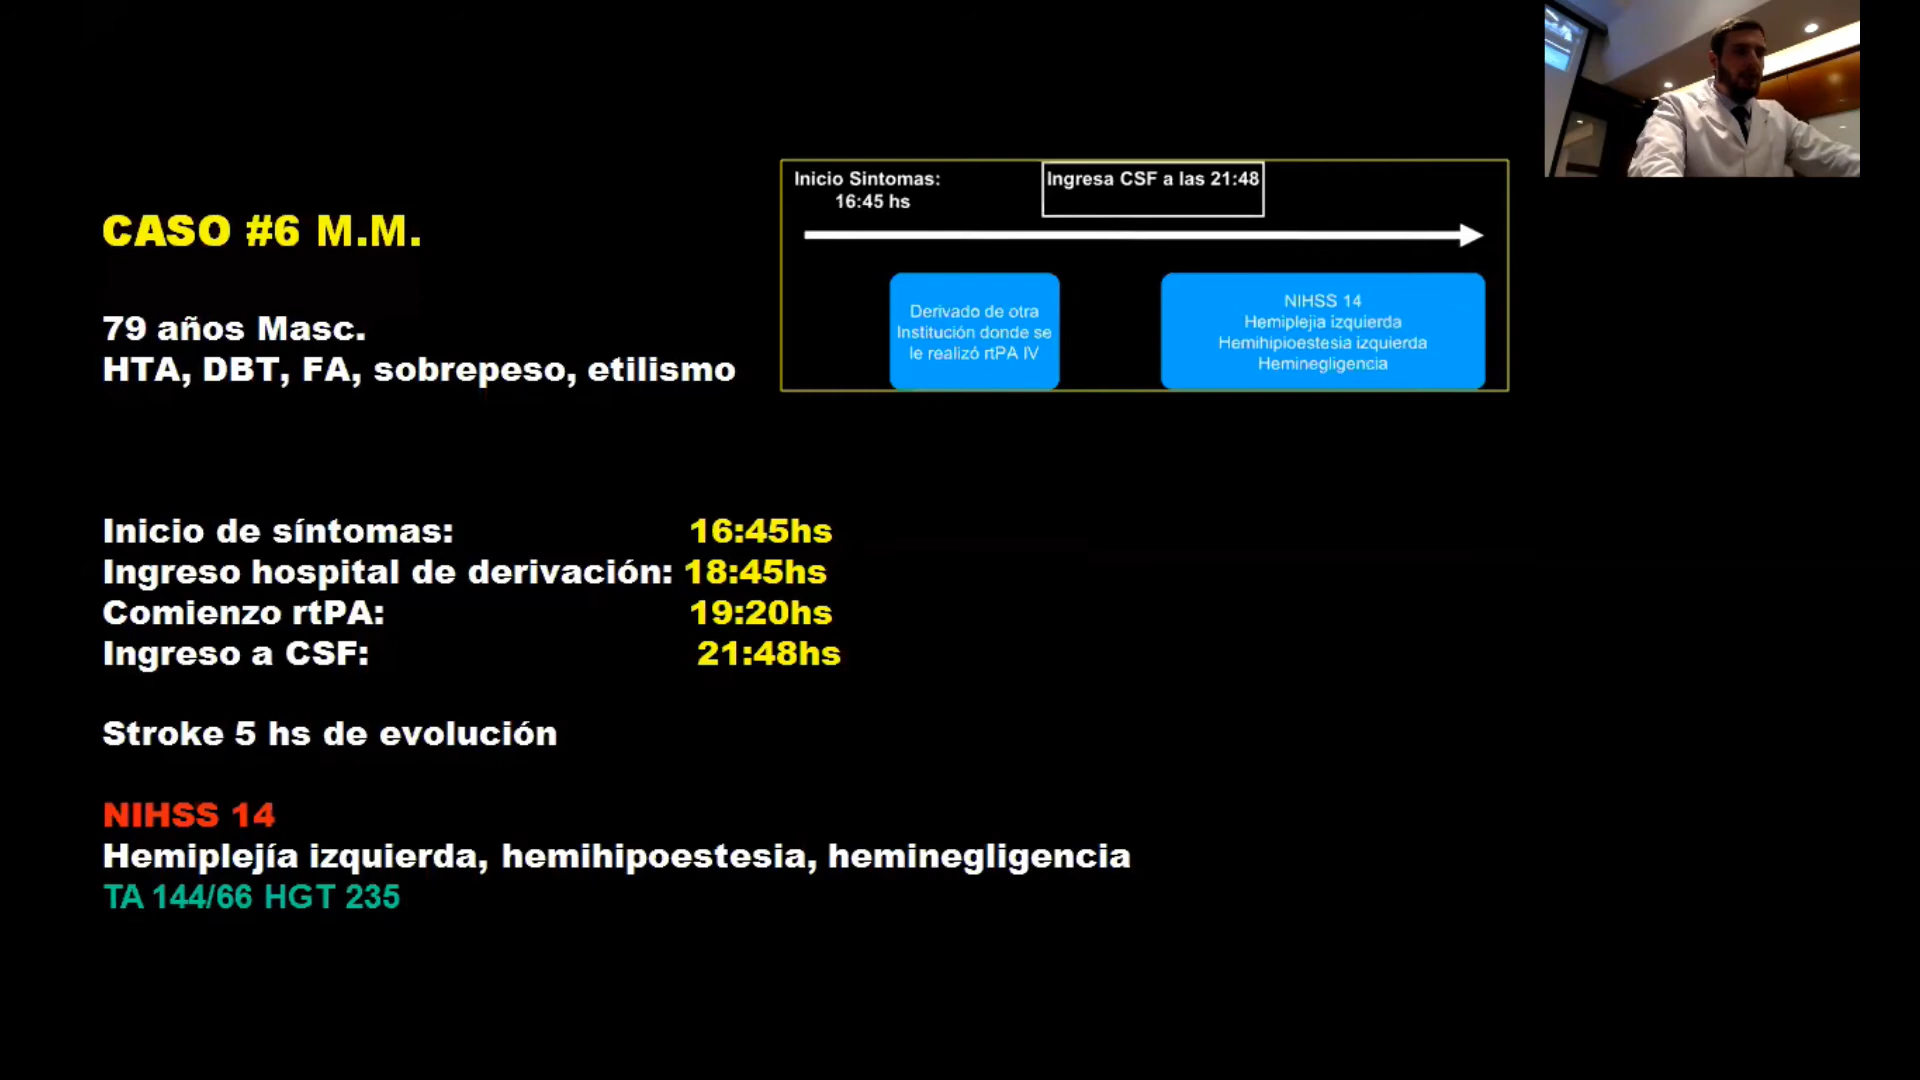 CASO #6 M.M.
79 años Masc.
HTA, DBT, FA, sobrepeso, etilismo
Inicio Sintomas:
16:45 hs
Ingresa CSF a las 21:48
Derivado de otra
Institución donde se
le realizó rtPA IV
NIHSS 14
Hemiplejia izquierda
Hemihipioestesia izquierda
Heminegligencia
Inicio de síntomas: 16:45hs
Ingreso hospital de derivación: 18:45hs
Comienzo rtPA: 19:20hs
Ingreso a CSF: 21:48hs
Stroke 5 hs de evolución
NIHSS 14
Hemiplejía izquierda, hemihipoestesia, heminegligencia
TA 144/66 HGT 235